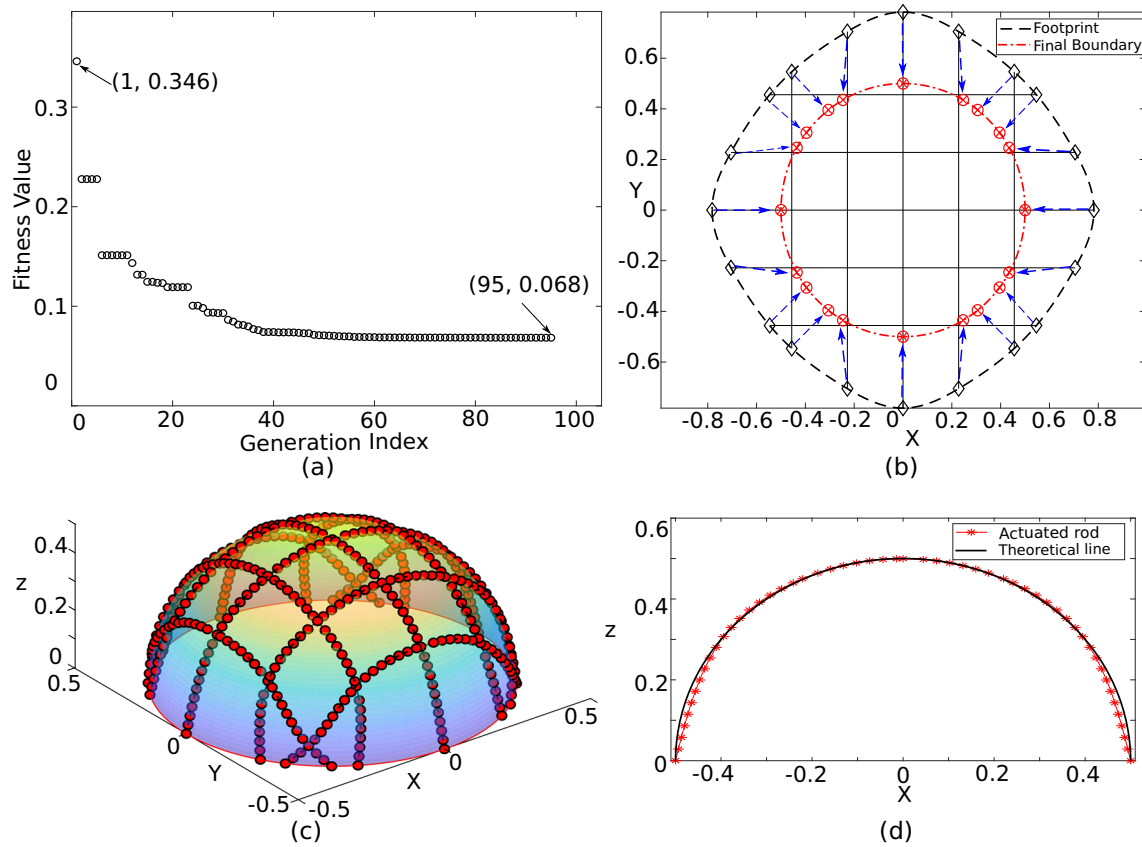 (1, 0.346)
(95, 0.068)
0.3
0.2
0.1
0
Fitness Value
0 20 40 60 80 100
Generation Index
(a)
Footprint
Final Boundary
0.6
0.4
0.2
Y
0
-0.2
-0.4
-0.6
-0.8 -0.6 -0.4 -0.2 0 0.2 0.4 0.6 0.8
X
(b)
0.4
z
0.2
0
0.5
0
Y
-0.5
-0.5
X
0
0.5
(c)
Actuated rod
Theoretical line
0.6
0.4
z
0.2
0
-0.4 -0.2 0 0.2 0.4
X
(d)